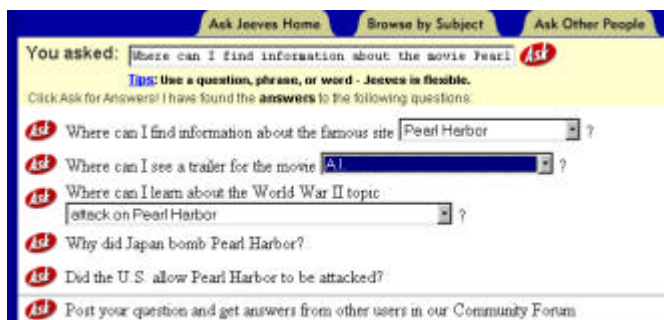 Ask Jeeves Home Browse by Subject Ask Other People
You asked: Where can I find information about the movie Pearl Ask
Tips: Use a question, phrase, or word - Jeeves is flexible.
Click Ask for Answers! I have found the answers to the following questions:
Ask Where can I find information about the famous site Pearl Harbor ?
Ask Where can I see a trailer for the movie A.I. ?
Ask Where can I learn about the World War II topic
attack on Pearl Harbor ?
Ask Why did Japan bomb Pearl Harbor?
Ask Did the U.S. allow Pearl Harbor to be attacked?
Ask Post your question and get answers from other users in our Community Forum